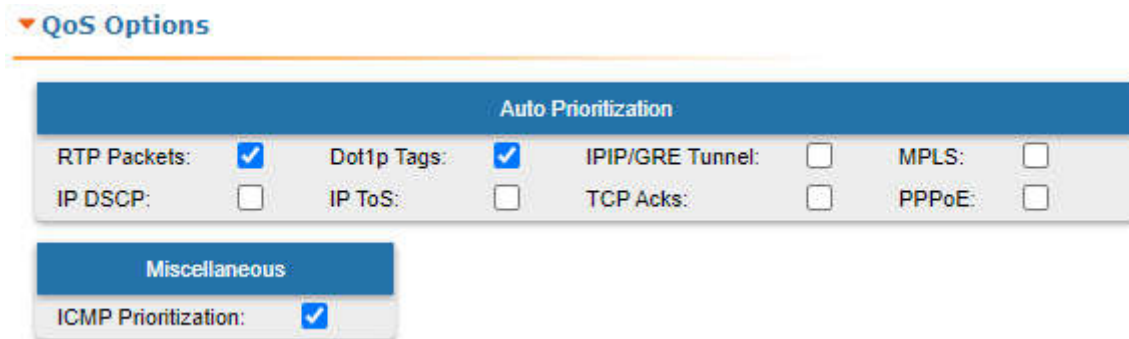 QoS Options
Auto Prioritization
RTP Packets: Dot1p Tags: IPIP/GRE Tunnel: MPLS:
IP DSCP: IP ToS: TCP Acks: PPPoE:
Miscellaneous
ICMP Prioritization: